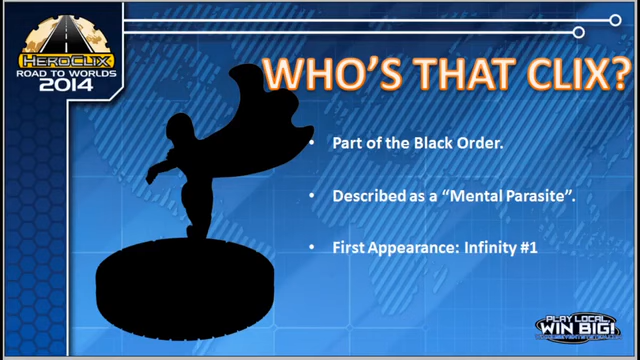 HEROCLIX
ROAD TO WORLDS
2014
WHO'S THAT CLIX?
• Part of the Black Order.
• Described as a “Mental Parasite”.
• First Appearance: Infinity #1
PLAY LOCAL,
WIN BIG!